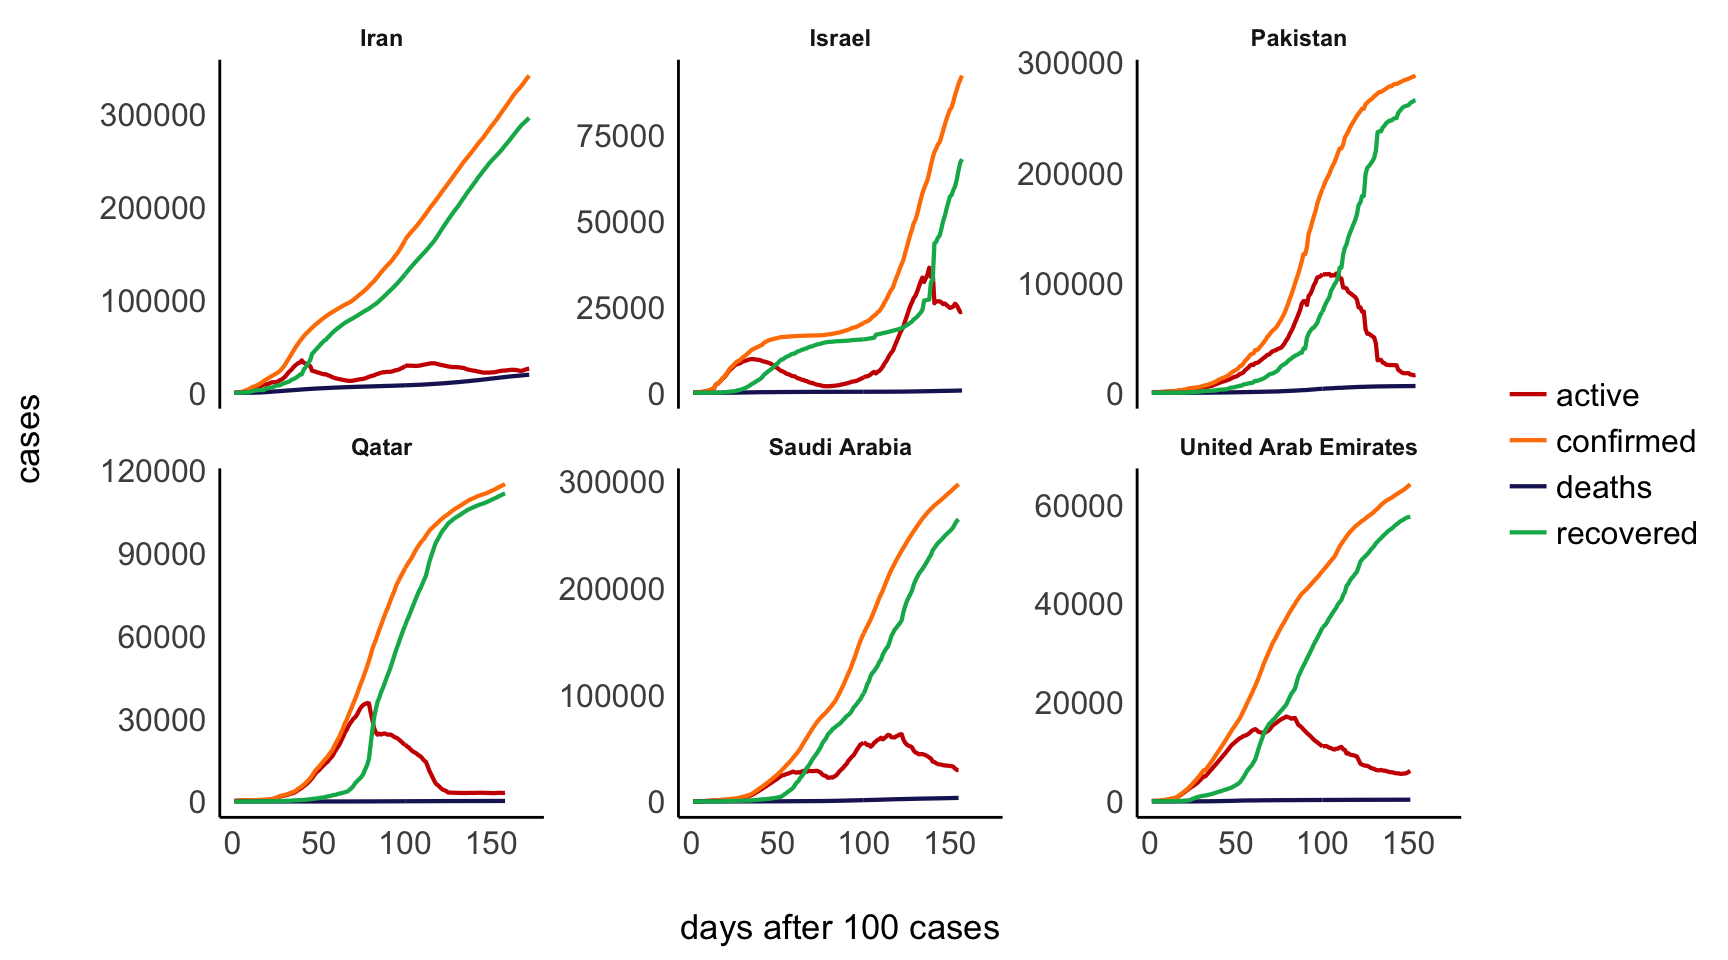 Iran
Israel
Pakistan
300000
200000
100000
0
75000
50000
25000
0
300000
200000
100000
0
Qatar
Saudi Arabia
United Arab Emirates
120000
90000
60000
30000
0
300000
200000
100000
0
60000
40000
20000
0
0 50 100 150
0 50 100 150
0 50 100 150
cases
days after 100 cases
active
confirmed
deaths
recovered